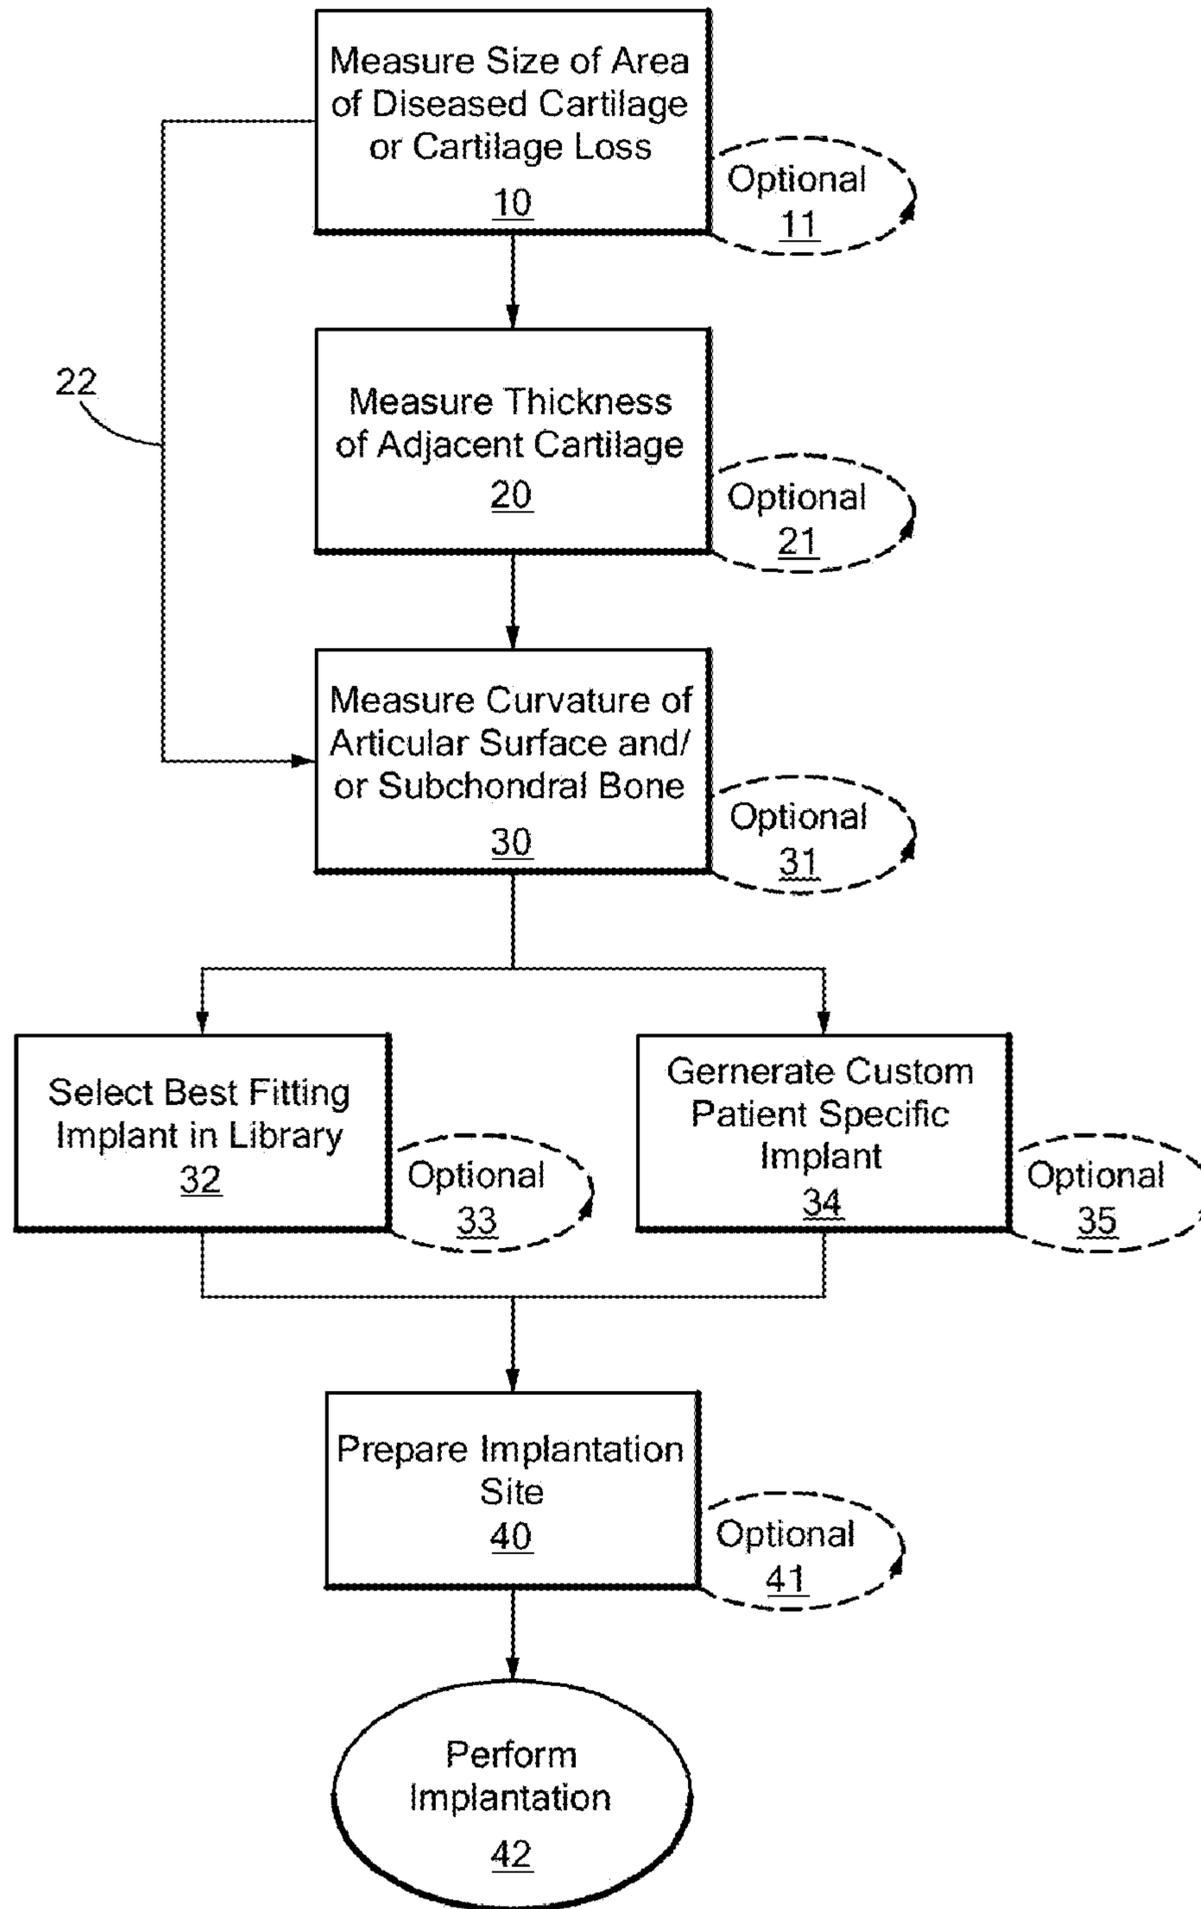 Measure Size of Area
of Diseased Cartilage
or Cartilage Loss
10
Optional
11
22
Measure Thickness
of Adjacent Cartilage
20
Optional
21
Measure Curvature of
Articular Surface and/
or Subchondral Bone
30
Optional
31
Select Best Fitting
Implant in Library
32
Optional
33
Gernerate Custom
Patient Specific
Implant
34
Optional
35
Prepare Implantation
Site
40
Optional
41
Perform
Implantation
42